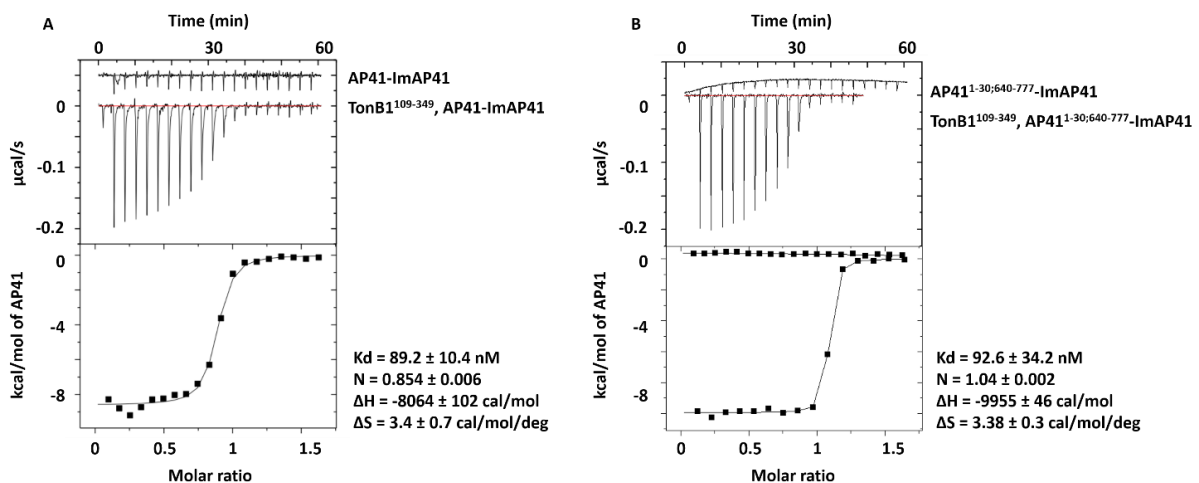 A
Time (min)
0 30 60
AP41-ImAP41
TonB1¹⁰⁹⁻³⁴⁹, AP41-ImAP41
0
-0.1
-0.2
µcal/s
0
-4
-8
kcal/mol of AP41
Kd = 89.2 ± 10.4 nM
N = 0.854 ± 0.006
ΔH = -8064 ± 102 cal/mol
ΔS = 3.4 ± 0.7 cal/mol/deg
0 0.5 1 1.5
Molar ratio
B
Time (min)
0 30 60
AP41¹⁻³⁰;⁶⁴⁰⁻⁷⁷⁷-ImAP41
TonB1¹⁰⁹⁻³⁴⁹, AP41¹⁻³⁰;⁶⁴⁰⁻⁷⁷⁷-ImAP41
0
-0.1
-0.2
µcal/s
0
-4
-8
kcal/mol of AP41
Kd = 92.6 ± 34.2 nM
N = 1.04 ± 0.002
ΔH = -9955 ± 46 cal/mol
ΔS = 3.38 ± 0.3 cal/mol/deg
0 0.5 1 1.5
Molar ratio